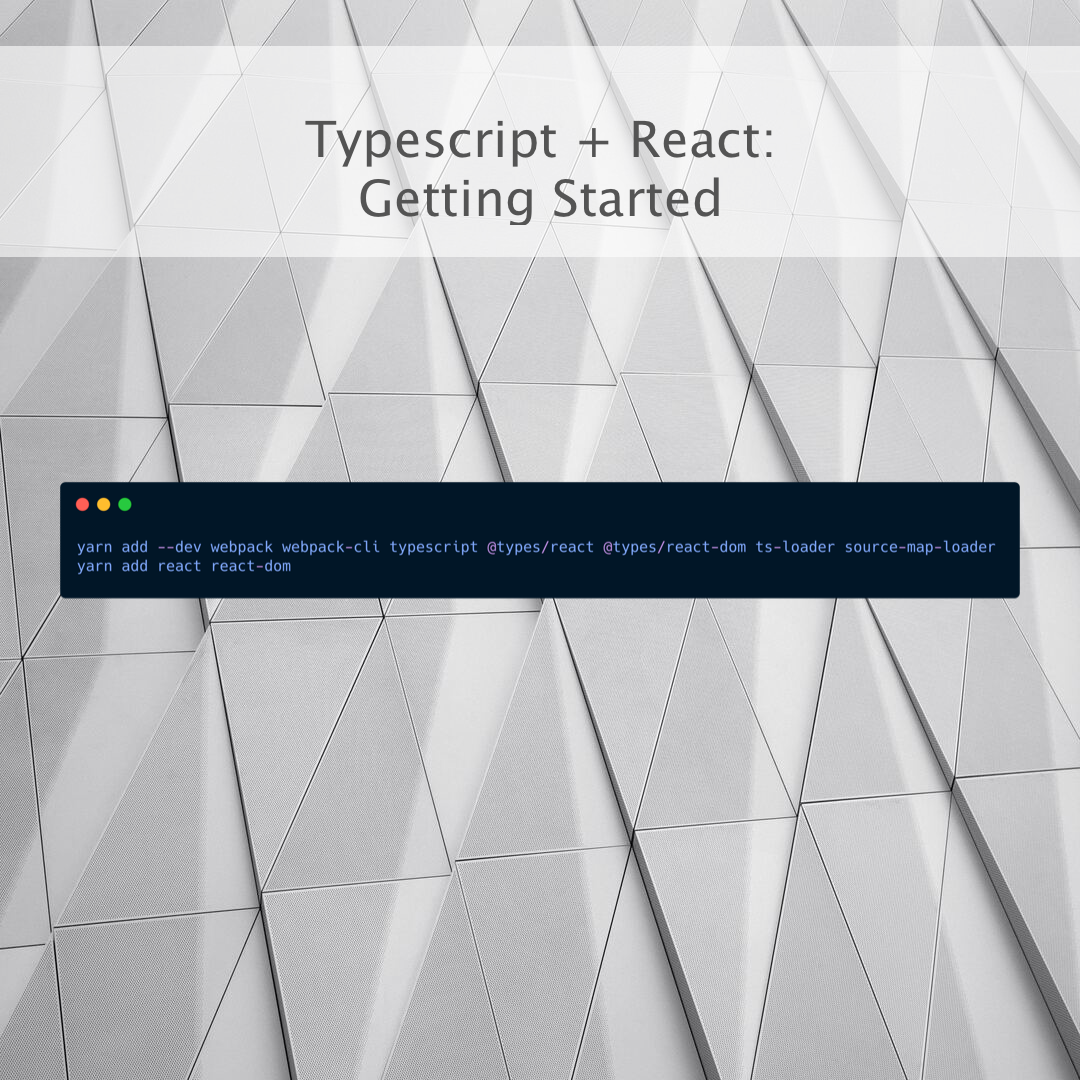 Typescript + React:
Getting Started
yarn add --dev webpack webpack-cli typescript @types/react @types/react-dom ts-loader source-map-loader
yarn add react react-dom